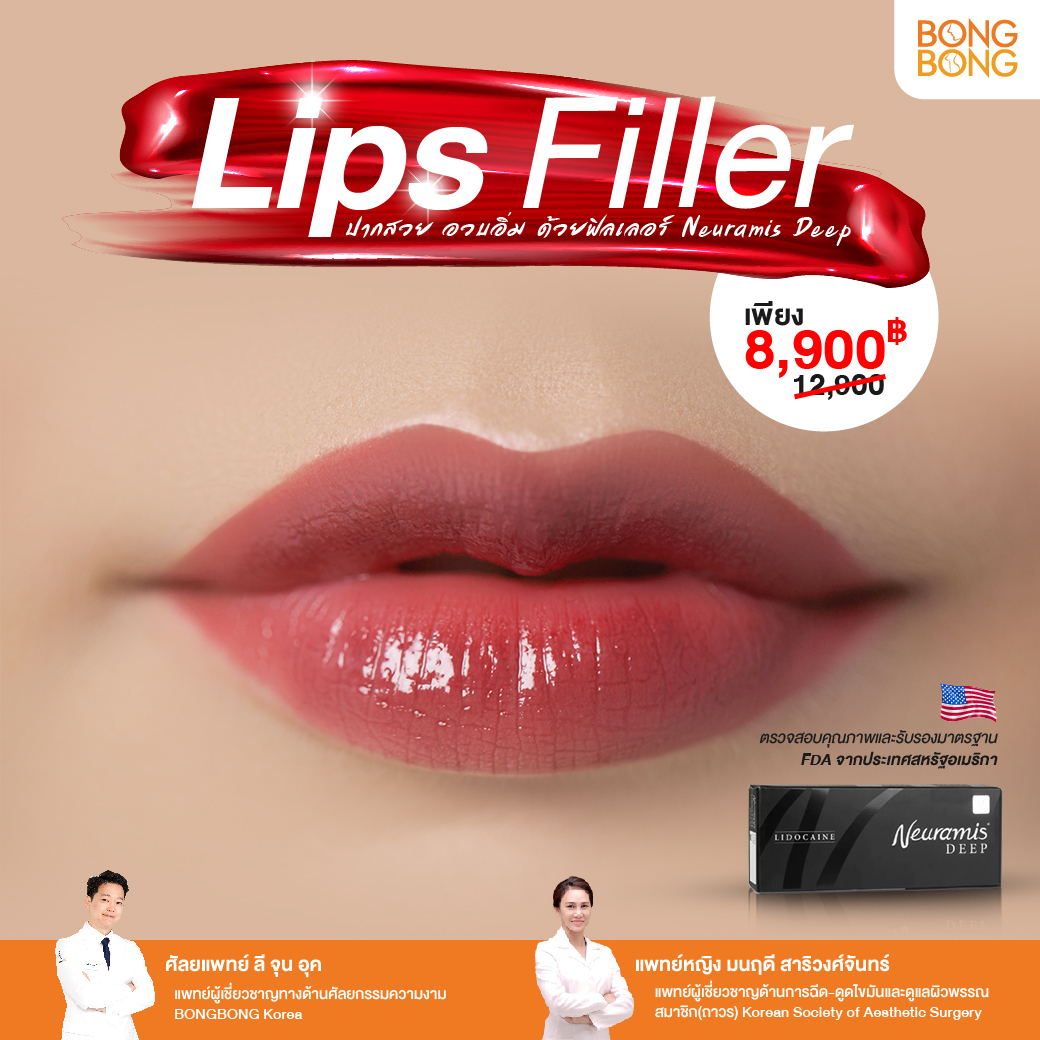 BONG
BONG
Lips Filler
ปากสวย อวบอิ่ม ด้วยฟิลเลอร์ Neuramis Deep
เพียง
8,900฿
12,900
ตรวจสอบคุณภาพและรับรองมาตรฐาน
FDA จากประเทศสหรัฐอเมริกา
LIDOCAINE
Neuramis®
DEEP
ศัลยแพทย์ ลี จุน อุค
แพทย์ผู้เชี่ยวชาญทางด้านศัลยกรรมความงาม
BONGBONG Korea
แพทย์หญิง มนฤดี สาริวงศ์จันทร์
แพทย์ผู้เชี่ยวชาญด้านการฉีด-ดูดไขมันและดูแลผิวพรรณ
สมาชิก(ถาวร) Korean Society of Aesthetic Surgery